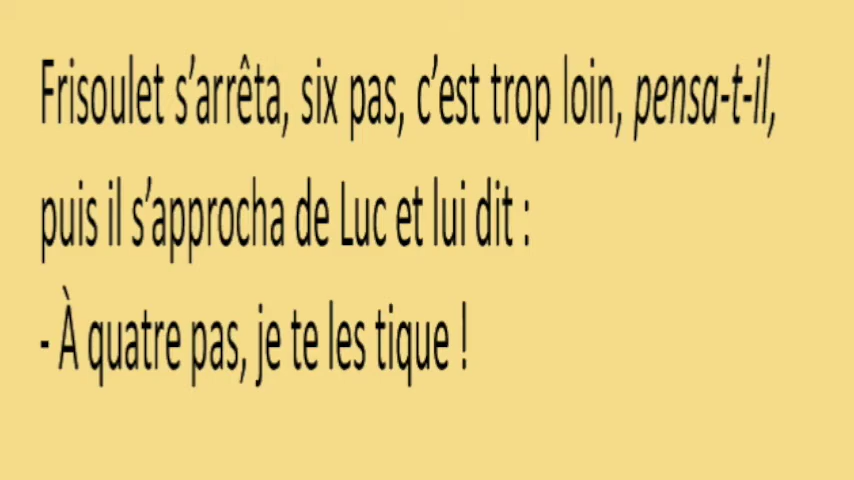 Frisoulet s’arrêta, six pas, c’est trop loin, pensa-t-il,
puis il s’approcha de Luc et lui dit :
- À quatre pas, je te les tique !